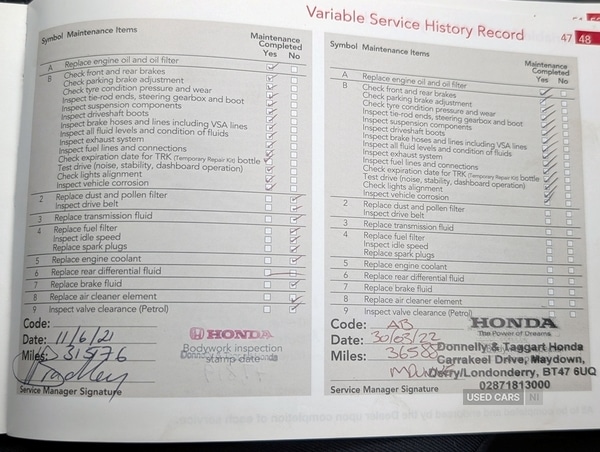 Variable Service History Record
47 48
Symbol Maintenance Items
Maintenance
Completed
Yes No
A Replace engine oil and oil filter
B Check front and rear brakes
Check parking brake adjustment
Check tyre condition pressure and wear
Inspect tie-rod ends, steering gearbox and boot
Inspect suspension components
Inspect driveshaft boots
Inspect brake hoses and lines including VSA lines
Inspect all fluid levels and condition of fluids
Inspect exhaust system
Inspect fuel lines and connections
Check expiration date for TRK (Temporary Repair Kit) bottle
Test drive (noise, stability, dashboard operation)
Check lights alignment
Inspect vehicle corrosion
2 Replace dust and pollen filter
Inspect drive belt
3 Replace transmission fluid
4 Replace fuel filter
Inspect idle speed
Replace spark plugs
5 Replace engine coolant
6 Replace rear differential fluid
7 Replace brake fluid
8 Replace air cleaner element
9 Inspect valve clearance (Petrol)
Code:
Date: 11/6/21
Miles: 31576
Service Manager Signature
HONDA
Bodywork inspection
stamp date
Symbol Maintenance Items
Maintenance
Completed
Yes No
A Replace engine oil and oil filter
B Check front and rear brakes
Check parking brake adjustment
Check tyre condition pressure and wear
Inspect tie-rod ends, steering gearbox and boot
Inspect suspension components
Inspect driveshaft boots
Inspect brake hoses and lines including VSA lines
Inspect all fluid levels and condition of fluids
Inspect exhaust system
Inspect fuel lines and connections
Check expiration date for TRK (Temporary Repair Kit) bottle
Test drive (noise, stability, dashboard operation)
Check lights alignment
Inspect vehicle corrosion
2 Replace dust and pollen filter
Inspect drive belt
3 Replace transmission fluid
4 Replace fuel filter
Inspect idle speed
Replace spark plugs
5 Replace engine coolant
6 Replace rear differential fluid
7 Replace brake fluid
8 Replace air cleaner element
9 Inspect valve clearance (Petrol)
Code: AB
Date: 30/03/22
Miles: 36588
Service Manager Signature
HONDA
The Power of Dreams
Donnelly & Taggart Honda
Carrakeel Drive, Maydown,
Derry/Londonderry, BT47 6UQ
02871813000
USED CARS NI